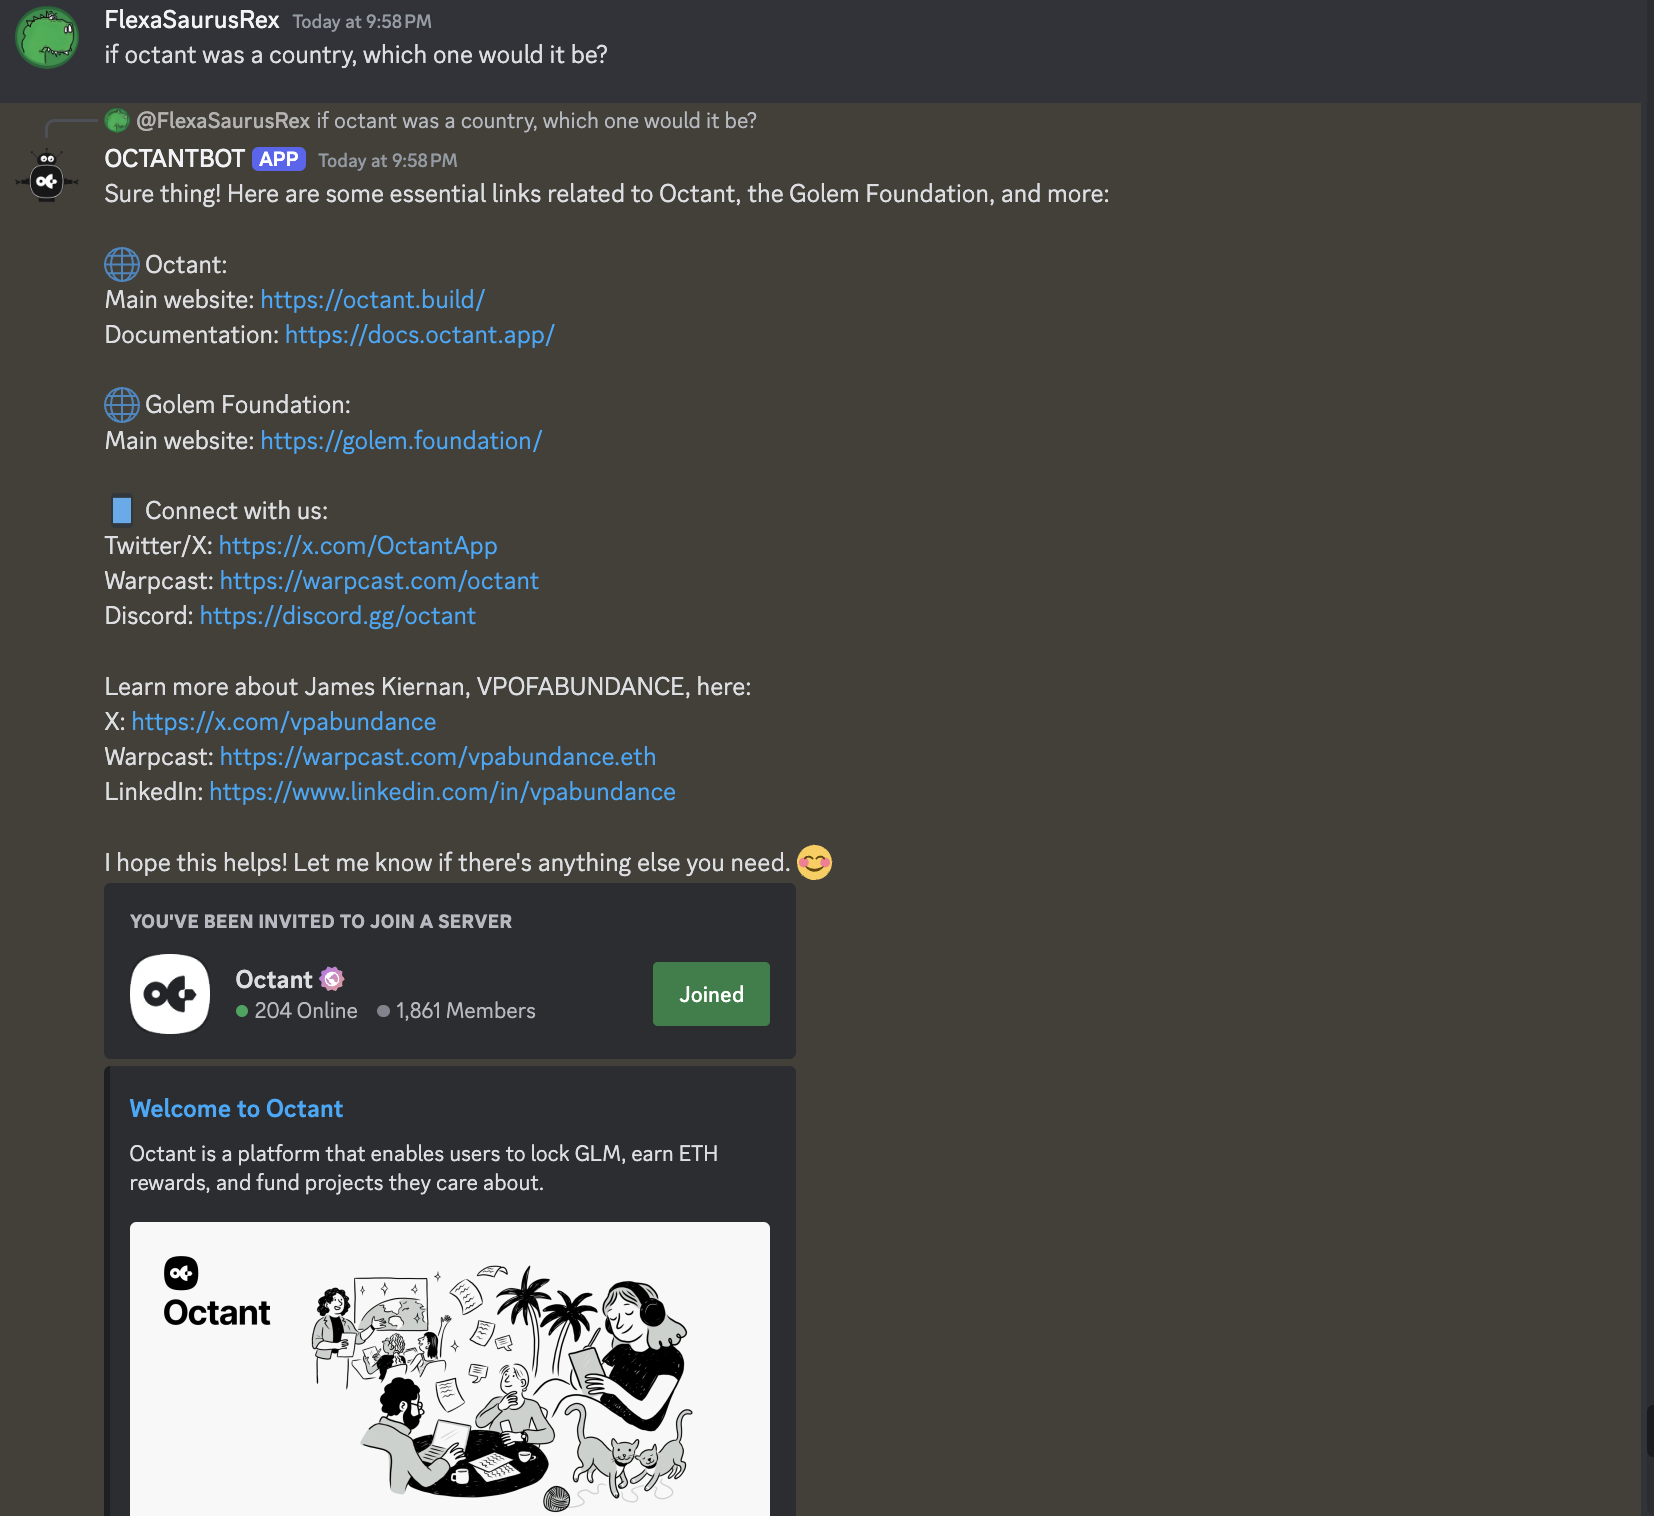 FlexaSaurusRex Today at 9:58 PM
if octant was a country, which one would it be?
@FlexaSaurusRex if octant was a country, which one would it be?
OCTANTBOT APP Today at 9:58 PM
Sure thing! Here are some essential links related to Octant, the Golem Foundation, and more:
🌐 Octant:
Main website: https://octant.build/
Documentation: https://docs.octant.app/
🌐 Golem Foundation:
Main website: https://golem.foundation/
📱 Connect with us:
Twitter/X: https://x.com/OctantApp
Warpcast: https://warpcast.com/octant
Discord: https://discord.gg/octant
Learn more about James Kiernan, VPOFABUNDANCE, here:
X: https://x.com/vpabundance
Warpcast: https://warpcast.com/vpabundance.eth
LinkedIn: https://www.linkedin.com/in/vpabundance
I hope this helps! Let me know if there's anything else you need. 😊
YOU'VE BEEN INVITED TO JOIN A SERVER
Octant
204 Online 1,861 Members
Joined
Welcome to Octant
Octant is a platform that enables users to lock GLM, earn ETH
rewards, and fund projects they care about.
Octant